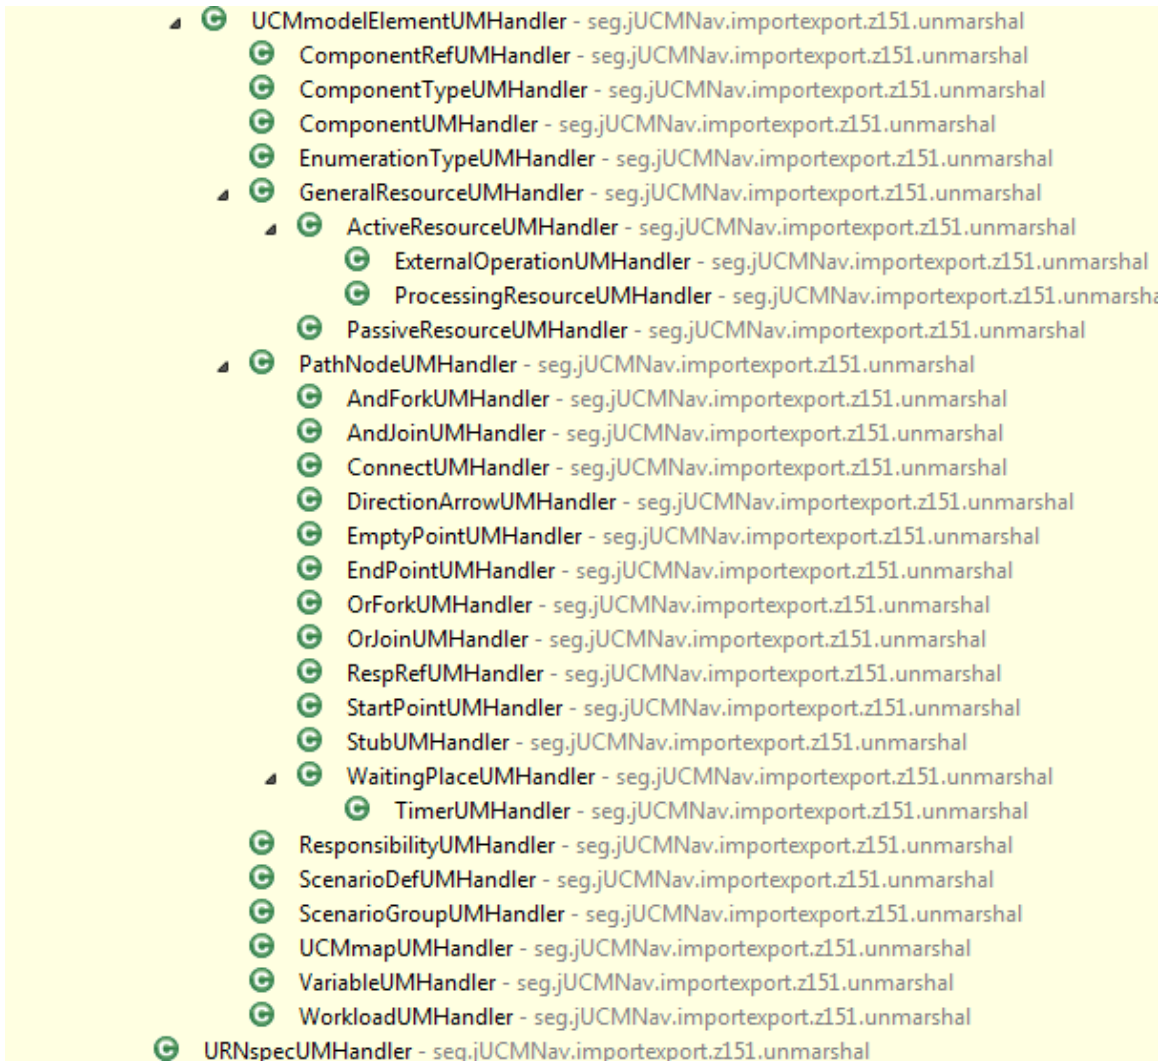 UCMmodelElementUMHandler - seg.jUCMNav.importexport.z151.unmarshal
ComponentRefUMHandler - seg.jUCMNav.importexport.z151.unmarshal
ComponentTypeUMHandler - seg.jUCMNav.importexport.z151.unmarshal
ComponentUMHandler - seg.jUCMNav.importexport.z151.unmarshal
EnumerationTypeUMHandler - seg.jUCMNav.importexport.z151.unmarshal
GeneralResourceUMHandler - seg.jUCMNav.importexport.z151.unmarshal
ActiveResourceUMHandler - seg.jUCMNav.importexport.z151.unmarshal
ExternalOperationUMHandler - seg.jUCMNav.importexport.z151.unmarshal
ProcessingResourceUMHandler - seg.jUCMNav.importexport.z151.unmarsha
PassiveResourceUMHandler - seg.jUCMNav.importexport.z151.unmarshal
PathNodeUMHandler - seg.jUCMNav.importexport.z151.unmarshal
AndForkUMHandler - seg.jUCMNav.importexport.z151.unmarshal
AndJoinUMHandler - seg.jUCMNav.importexport.z151.unmarshal
ConnectUMHandler - seg.jUCMNav.importexport.z151.unmarshal
DirectionArrowUMHandler - seg.jUCMNav.importexport.z151.unmarshal
EmptyPointUMHandler - seg.jUCMNav.importexport.z151.unmarshal
EndPointUMHandler - seg.jUCMNav.importexport.z151.unmarshal
OrForkUMHandler - seg.jUCMNav.importexport.z151.unmarshal
OrJoinUMHandler - seg.jUCMNav.importexport.z151.unmarshal
RespRefUMHandler - seg.jUCMNav.importexport.z151.unmarshal
StartPointUMHandler - seg.jUCMNav.importexport.z151.unmarshal
StubUMHandler - seg.jUCMNav.importexport.z151.unmarshal
WaitingPlaceUMHandler - seg.jUCMNav.importexport.z151.unmarshal
TimerUMHandler - seg.jUCMNav.importexport.z151.unmarshal
ResponsibilityUMHandler - seg.jUCMNav.importexport.z151.unmarshal
ScenarioDefUMHandler - seg.jUCMNav.importexport.z151.unmarshal
ScenarioGroupUMHandler - seg.jUCMNav.importexport.z151.unmarshal
UCMmapUMHandler - seg.jUCMNav.importexport.z151.unmarshal
VariableUMHandler - seg.jUCMNav.importexport.z151.unmarshal
WorkloadUMHandler - seg.jUCMNav.importexport.z151.unmarshal
URNspecUMHandler - seg.jUCMNav.importexport.z151.unmarshal